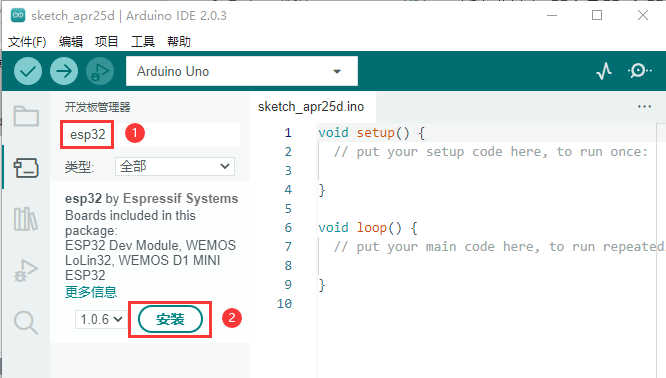 sketch_apr25d | Arduino IDE 2.0.3
文件(F) 编辑 项目 工具 帮助
Arduino Uno
开发板管理器
esp32 1
类型: 全部
esp32 by Espressif Systems
Boards included in this
package:
ESP32 Dev Module, WEMOS
LoLin32, WEMOS D1 MINI
ESP32
更多信息
1.0.6 安装 2
sketch_apr25d.ino
1 void setup() {
2 // put your setup code here, to run once:
3
4 }
5
6 void loop() {
7 // put your main code here, to run repeated
8
9 }
10